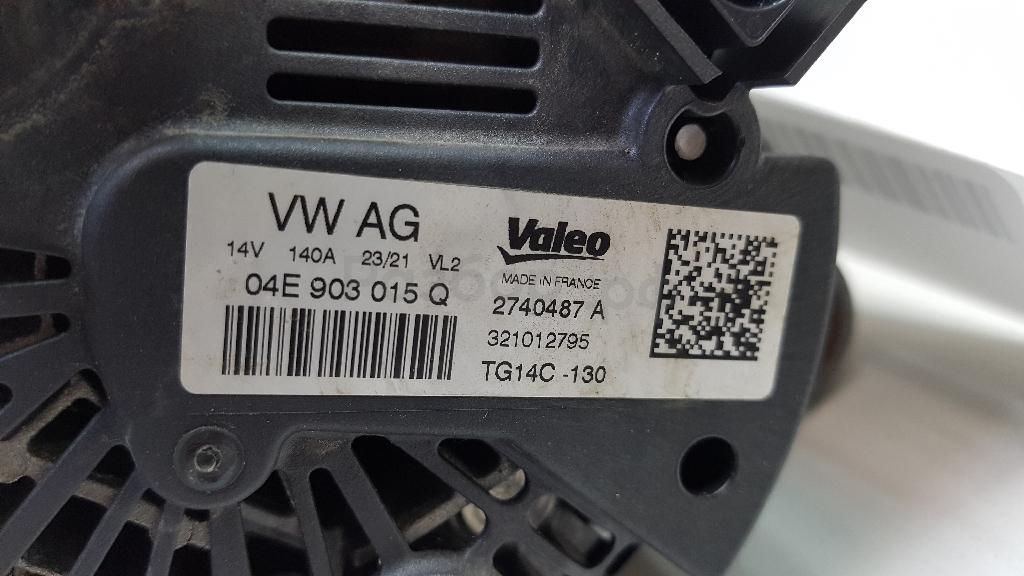 VW AG
14V 140A 23/21 VL2
04E 903 015 Q
Valeo
MADE IN FRANCE
2740487 A
321012795
TG14C -130